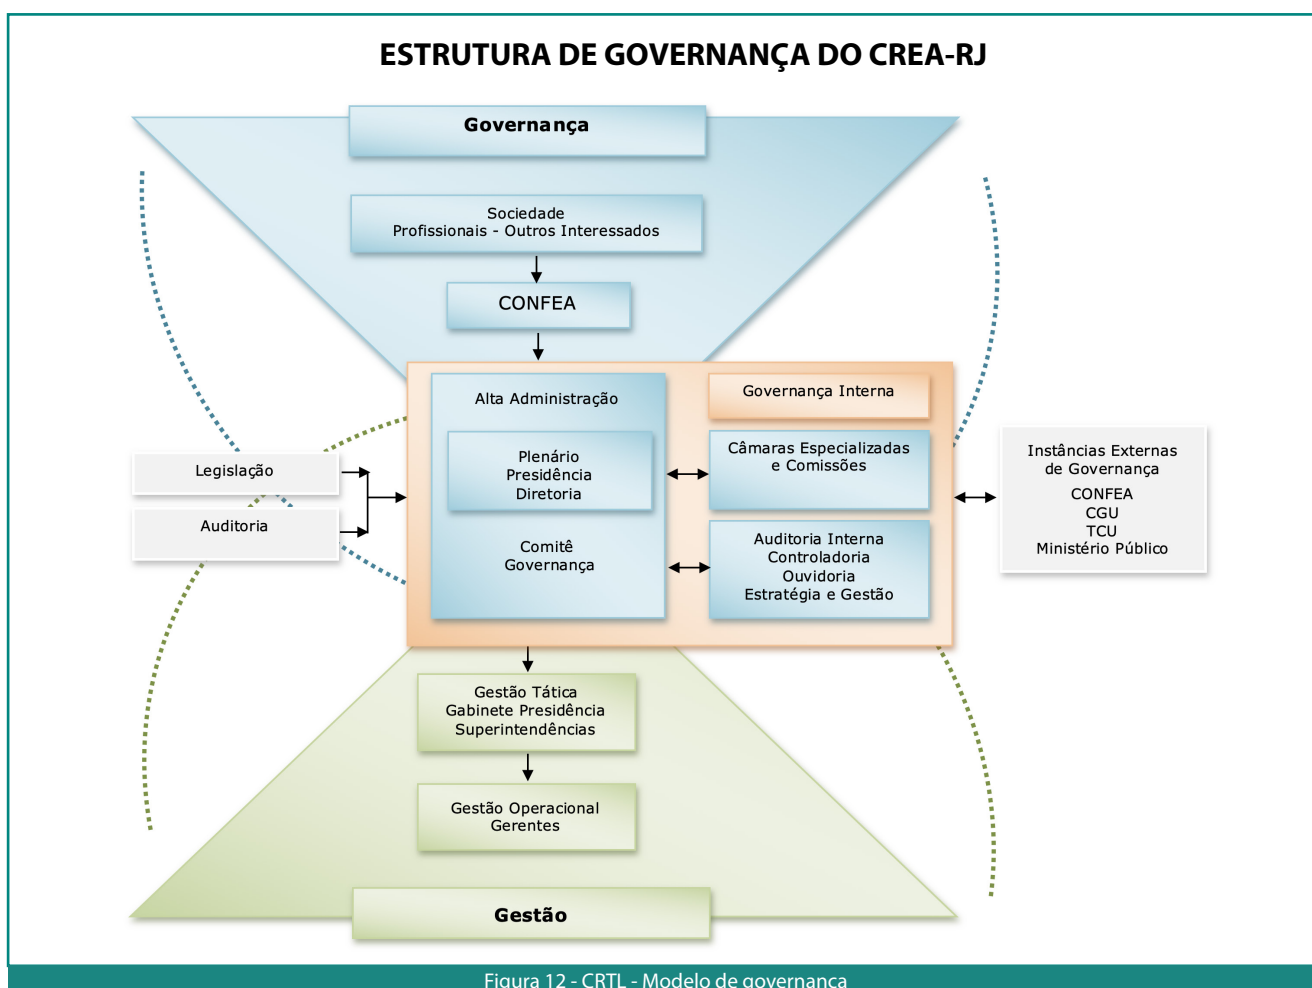 ESTRUTURA DE GOVERNANÇA DO CREA-RJ
Governança
Sociedade
Profissionais - Outros Interessados
CONFEA
Alta Administração
Plenário
Presidência
Diretoria
Comitê
Governança
Governança Interna
Câmaras Especializadas
e Comissões
Auditoria Interna
Controladoria
Ouvidoria
Estratégia e Gestão
Legislação
Auditoria
Instâncias Externas
de Governança
CONFEA
CGU
TCU
Ministério Público
Gestão Tática
Gabinete Presidência
Superintendências
Gestão Operacional
Gerentes
Gestão
Figura 12 - CRTL - Modelo de governança